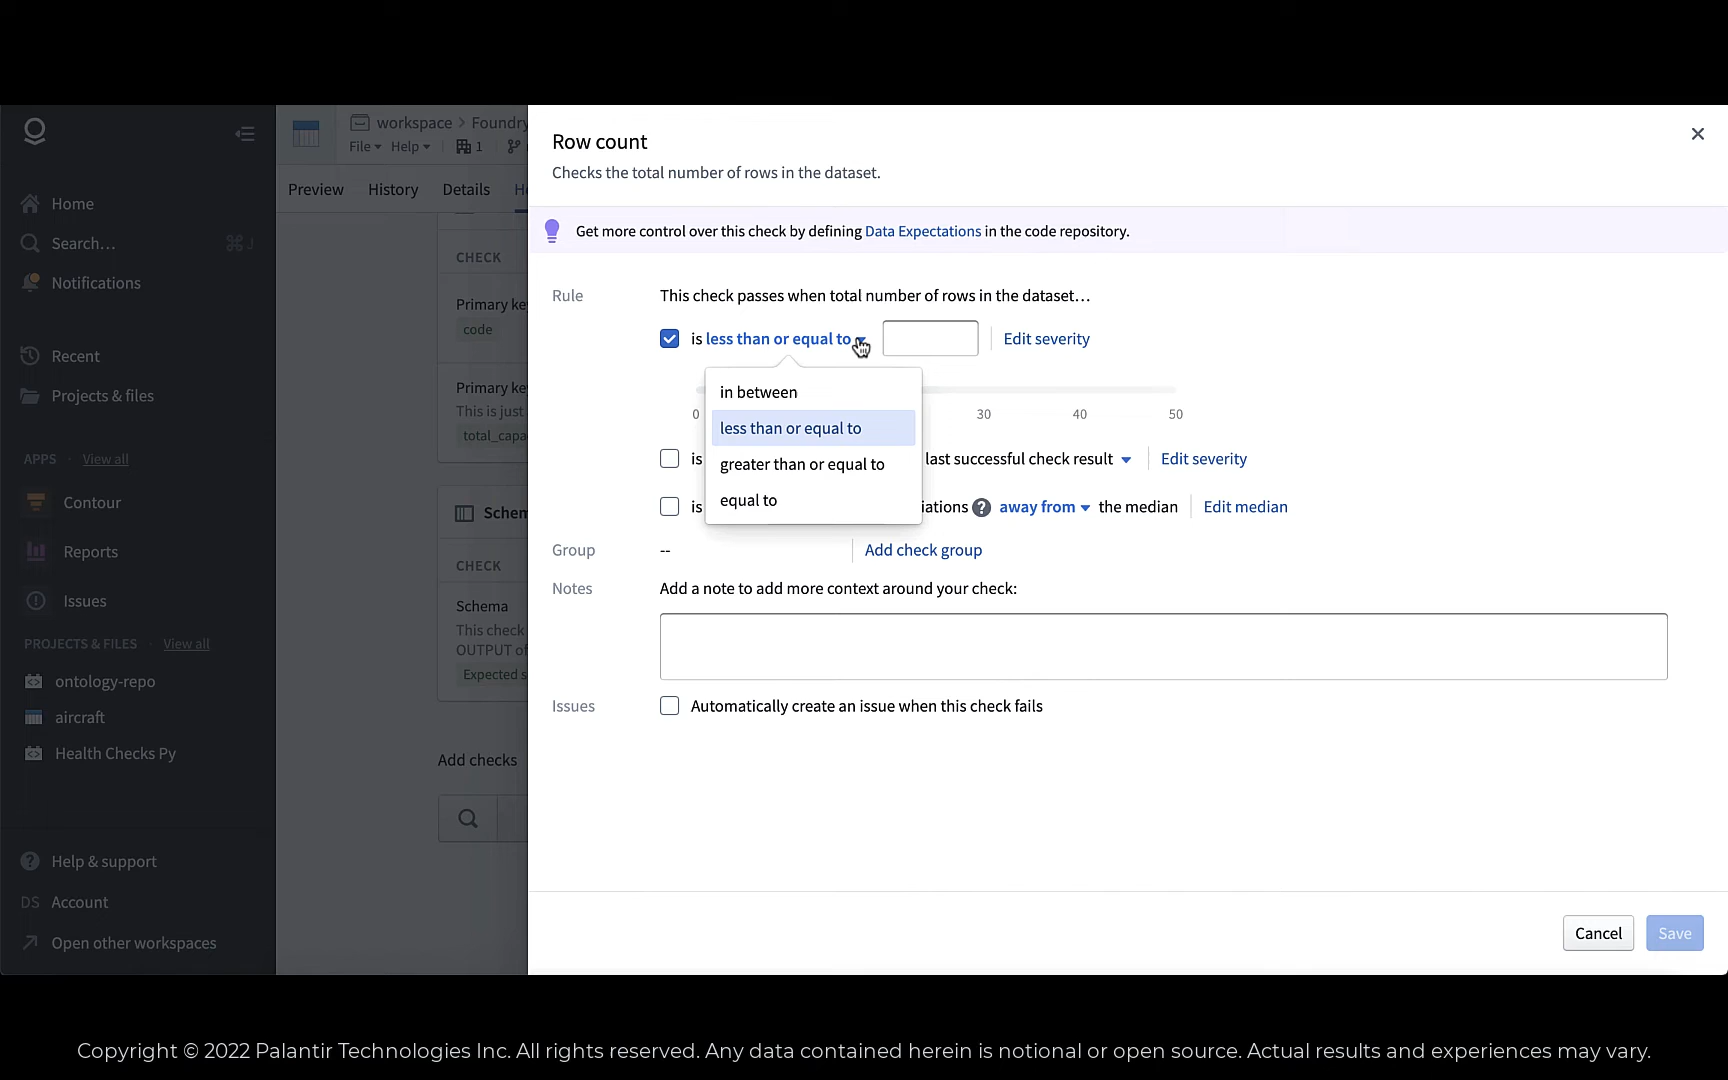 Home
Search... ⌘ J
Notifications
Recent
Projects & files
APPS · View all
Contour
Reports
Issues
PROJECTS & FILES · View all
ontology-repo
aircraft
Health Checks Py
Help & support
DS Account
Open other workspaces
workspace > Foundry
File Help 1
Preview History Details
CHECK
Primary ke
code
Primary ke
This is just
total_capa
Schem
CHECK
Schema
This check
OUTPUT of
Expected s
Add checks
Row count
Checks the total number of rows in the dataset.
Get more control over this check by defining Data Expectations in the code repository.
Rule This check passes when total number of rows in the dataset…
is less than or equal to Edit severity
in between
less than or equal to
greater than or equal to
equal to
0 30 40 50
is last successful check result Edit severity
is iations ? away from the median Edit median
Group -- Add check group
Notes Add a note to add more context around your check:
Issues Automatically create an issue when this check fails
Cancel Save
Copyright © 2022 Palantir Technologies Inc. All rights reserved. Any data contained herein is notional or open source. Actual results and experiences may vary.